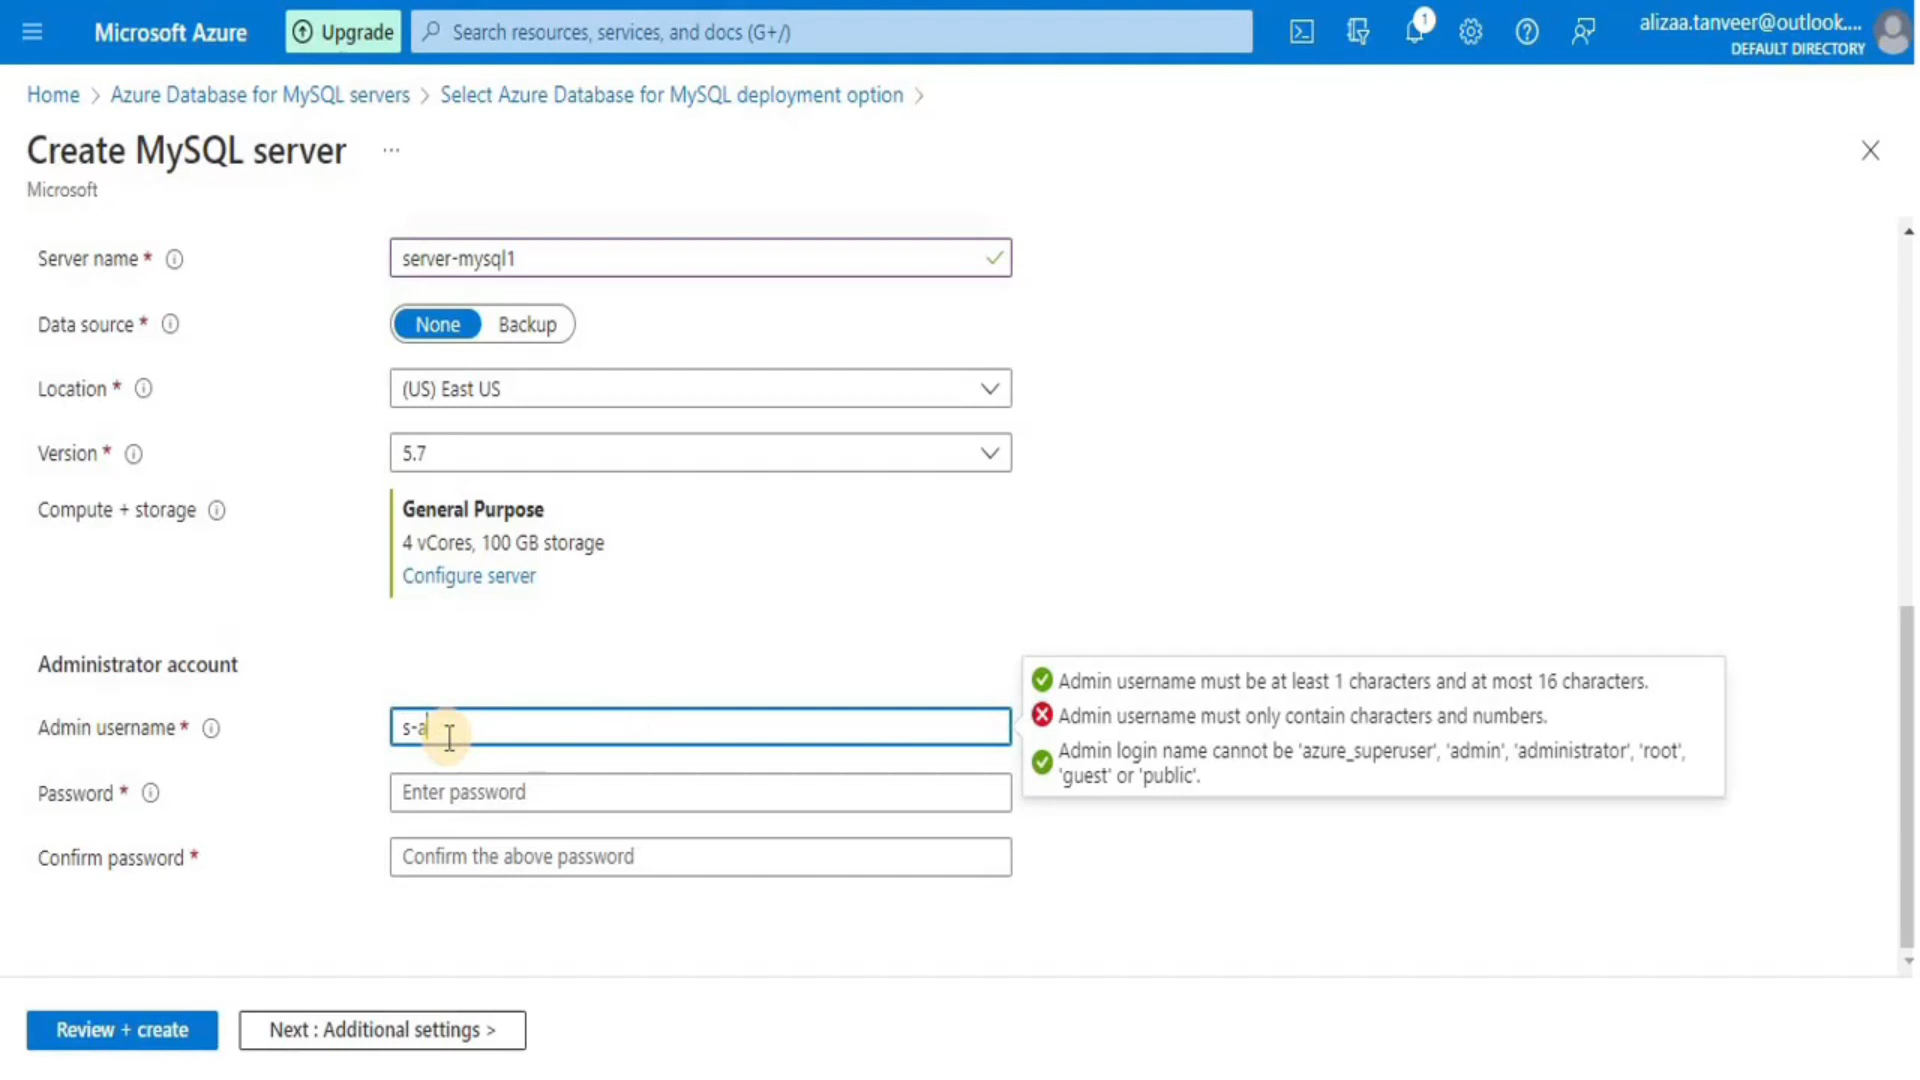 Microsoft Azure
Upgrade
Search resources, services, and docs (G+/)
1
alizaa.tanveer@outlook....
DEFAULT DIRECTORY
Home > Azure Database for MySQL servers > Select Azure Database for MySQL deployment option >
Create MySQL server ...
Microsoft
Server name * server-mysql1
Data source * None Backup
Location * (US) East US
Version * 5.7
Compute + storage General Purpose
4 vCores, 100 GB storage
Configure server
Administrator account
Admin username must be at least 1 characters and at most 16 characters.
Admin username * s-a
Admin username must only contain characters and numbers.
Admin login name cannot be 'azure_superuser', 'admin', 'administrator', 'root',
'guest' or 'public'.
Password * Enter password
Confirm password * Confirm the above password
Review + create
Next : Additional settings >